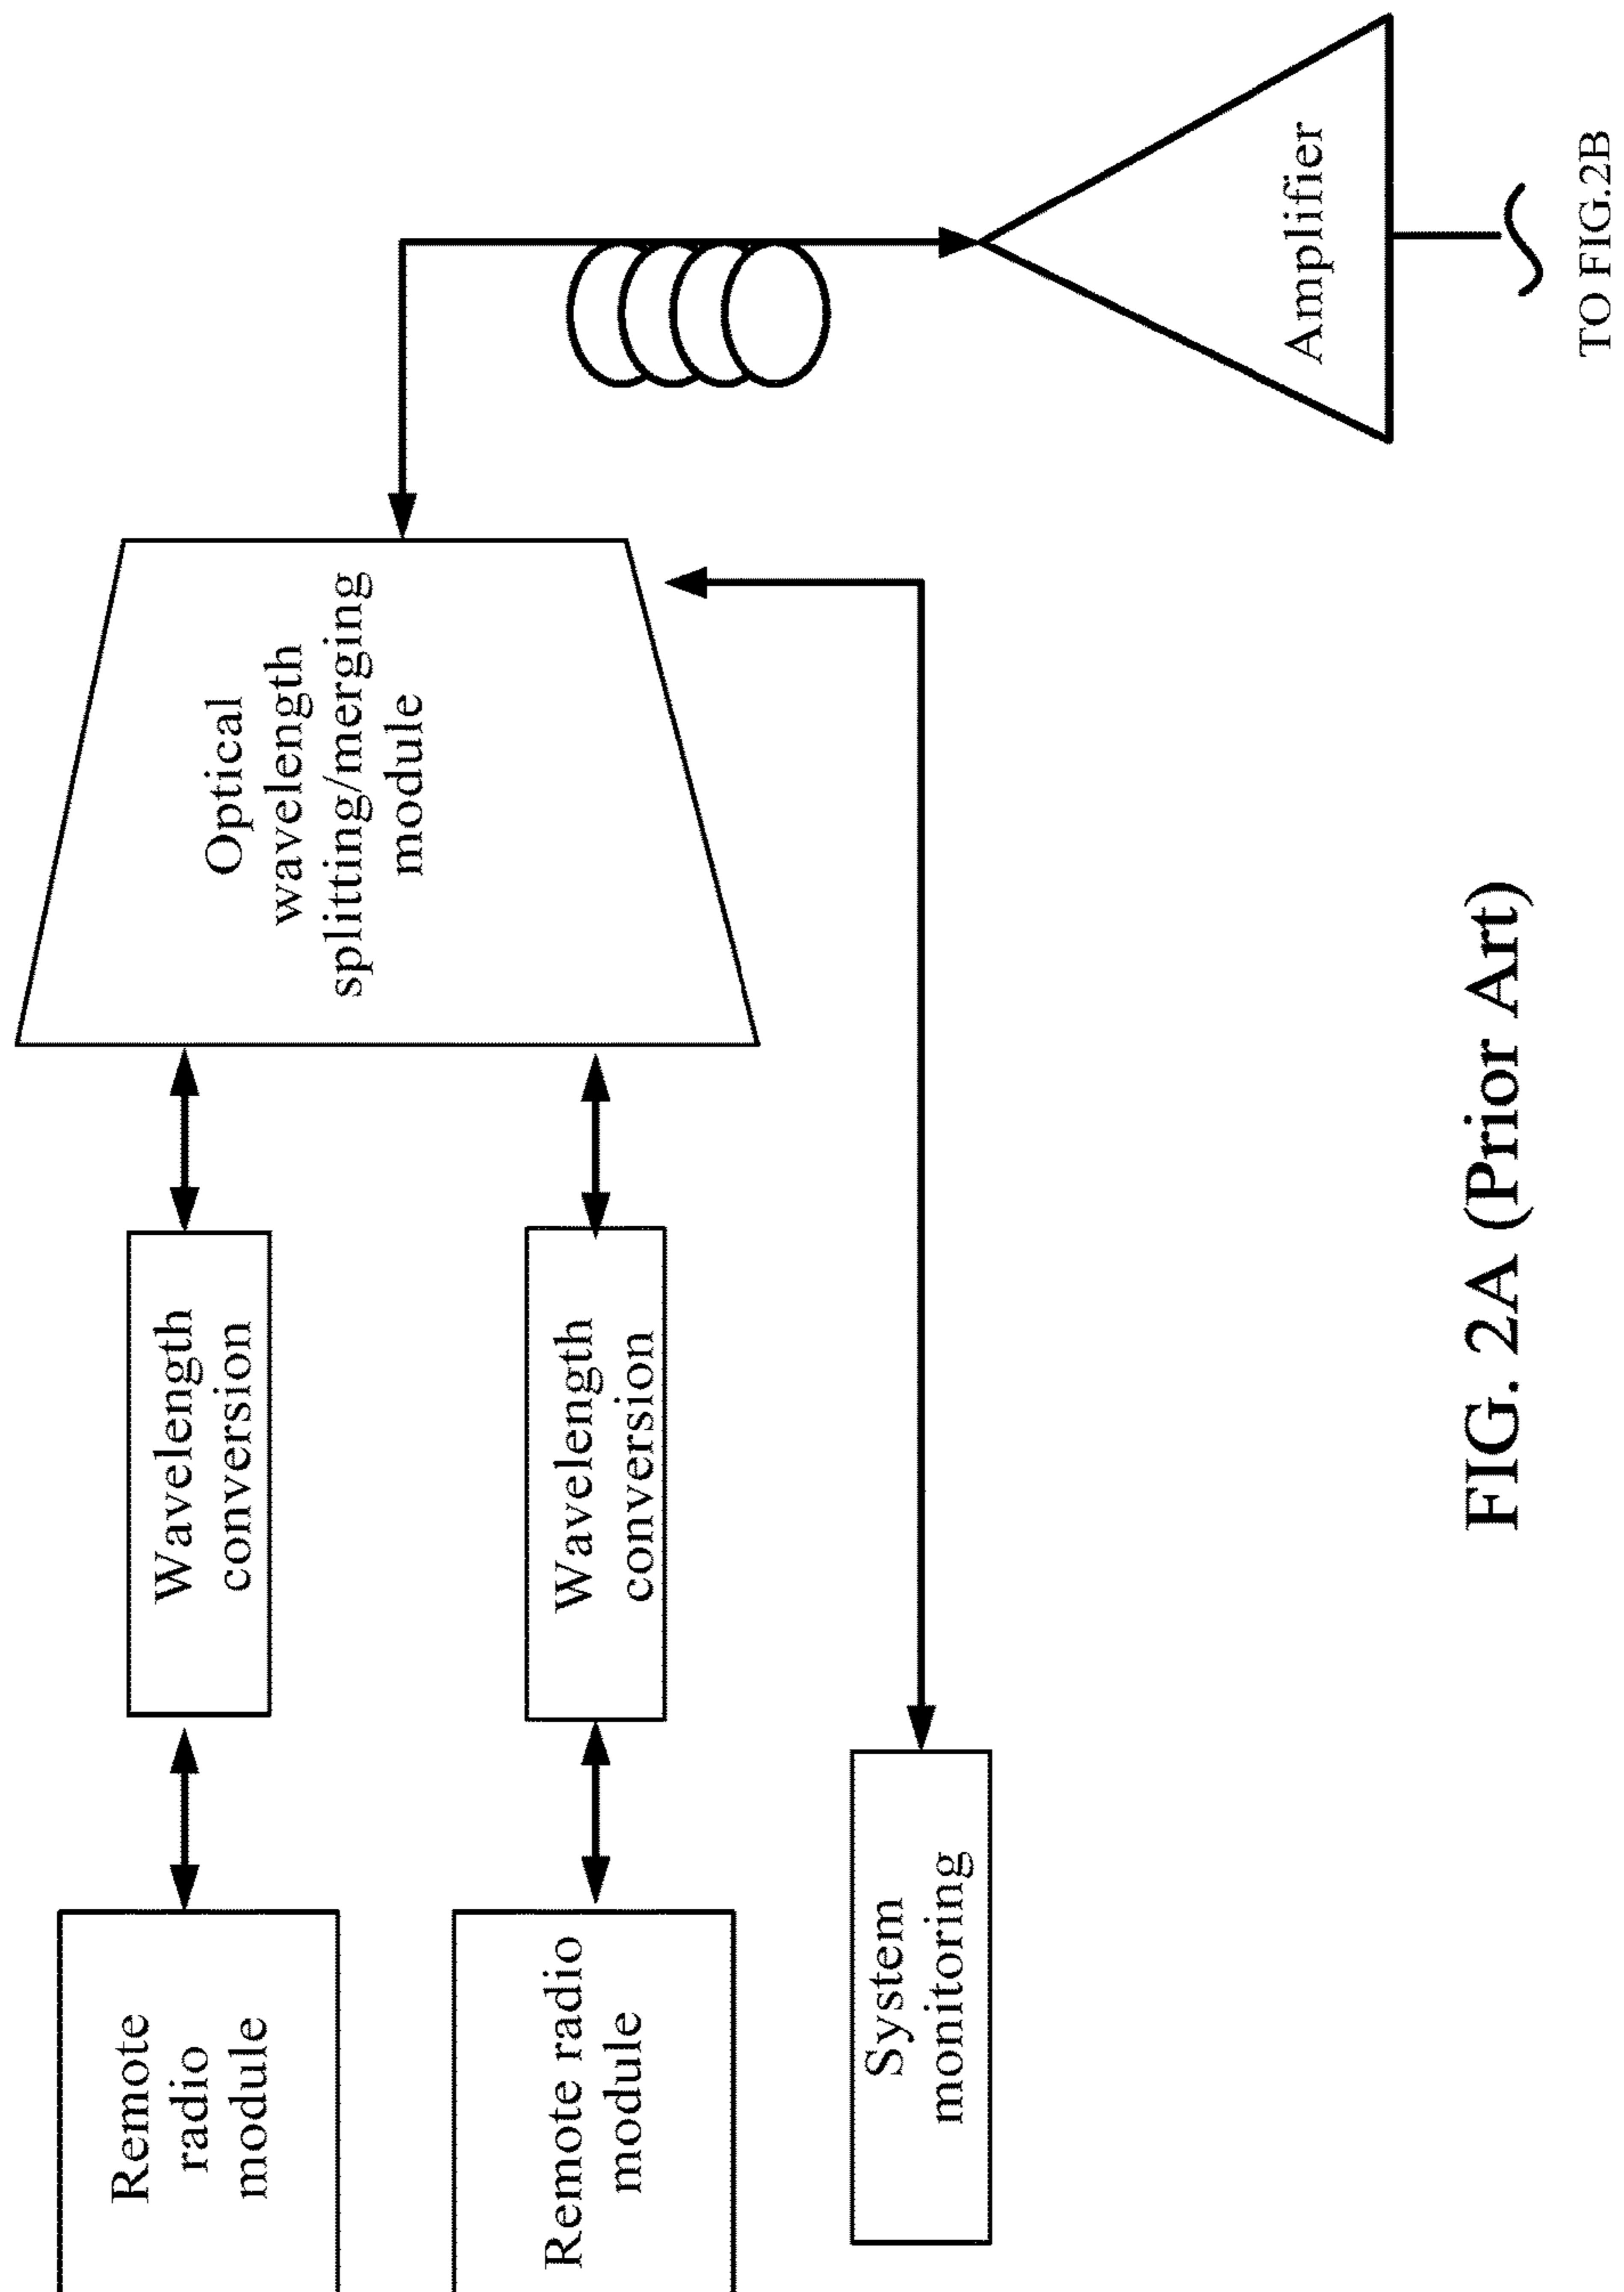 Remote
radio
module
Wavelength
conversion
Optical
wavelength
splitting/merging
module
Remote radio
module
Wavelength
conversion
System
monitoring
Amplifier
TO FIG.2B
FIG. 2A (Prior Art)